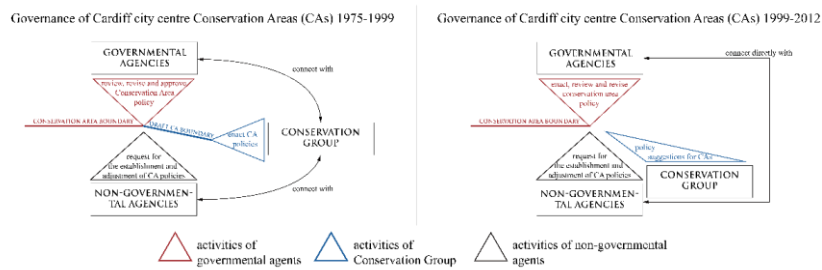 Governance of Cardiff city centre Conservation Areas (CAs) 1975-1999
GOVERNMENTAL
AGENCIES
connect with
review, revise and approve
Conservation Area
policy
CONSERVATION AREA BOUNDARY
DRAFT CA BOUNDARY
enact CA
policies
CONSERVATION
GROUP
request for
the establishment and
adjustment of CA policies
NON-GOVERNMEN-
TAL AGENCIES
connect with
Governance of Cardiff city centre Conservation Areas (CAs) 1999-2012
GOVERNMENTAL
AGENCIES
connect directly with
enact, review and revise
conservation area
policy
CONSERVATION AREA BOUNDARY
policy
suggestions for CAs
request for
the establishment and
adjustment of CA policies
CONSERVATION
GROUP
NON-GOVERNMEN-
TAL AGENCIES
activities of
governmental agents
activities of
Conservation Group
activities of non-governmental
agents